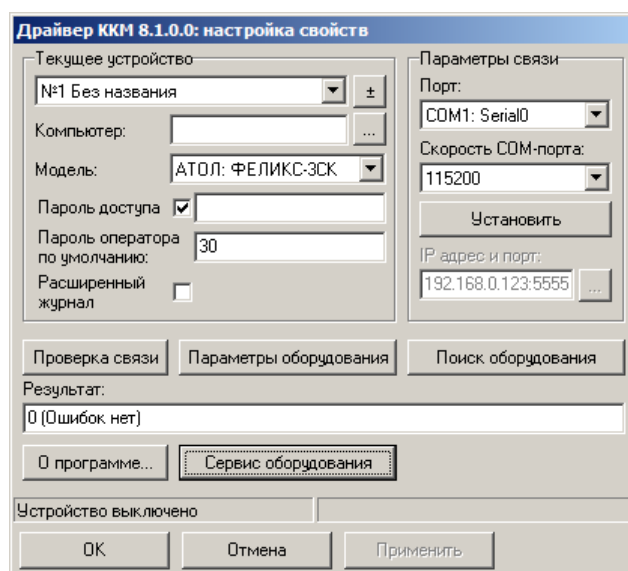 Драйвер ККМ 8.1.0.0: настройка свойств
Текущее устройство
№1 Без названия
±
Компьютер:
...
Модель:
АТОЛ: ФЕЛИКС-3СК
Пароль доступа
Пароль оператора
по умолчанию:
30
Расширенный
журнал
Параметры связи
Порт:
COM1: Serial0
Скорость COM-порта:
115200
Установить
IP адрес и порт:
192.168.0.123:5555
...
Проверка связи
Параметры оборудования
Поиск оборудования
Результат:
0 (Ошибок нет)
О программе...
Сервис оборудования
Устройство выключено
OK
Отмена
Применить